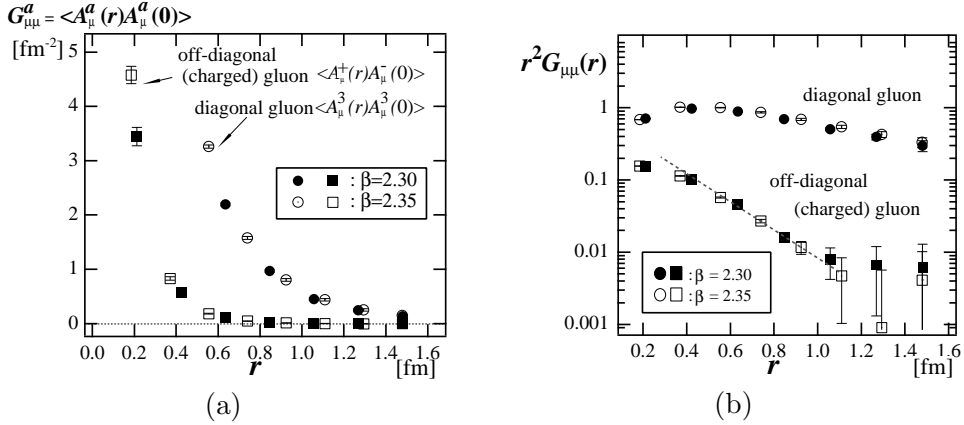 G^a_μμ = <A^a_μ(r)A^a_μ(0)>
[fm^-2]
5
4
3
2
1
0
off-diagonal
(charged) gluon <A^+_μ(r)A^-_μ(0)>
diagonal gluon <A^3_μ(r)A^3_μ(0)>
: β=2.30
: β=2.35
0.0 0.2 0.4 0.6 0.8 1.0 1.2 1.4 1.6
r [fm]
(a)
r^2G_μμ(r)
10
1
0.1
0.01
0.001
diagonal gluon
off-diagonal
(charged) gluon
: β = 2.30
: β = 2.35
0.2 0.4 0.6 0.8 1.0 1.2 1.4 1.6
r [fm]
(b)